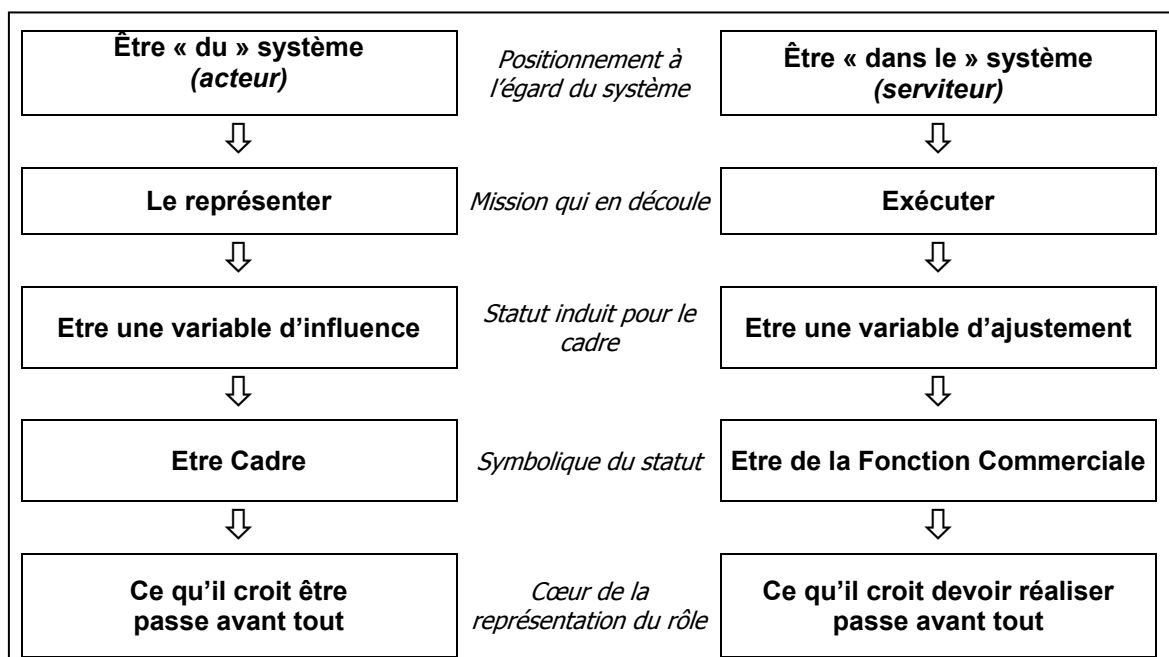 Être « du » système
(acteur)
Positionnement à
l'égard du système
Être « dans le » système
(serviteur)
Le représenter
Mission qui en découle
Exécuter
Etre une variable d'influence
Statut induit pour le
cadre
Etre une variable d'ajustement
Etre Cadre
Symbolique du statut
Etre de la Fonction Commerciale
Ce qu'il croit être
passe avant tout
Cœur de la
représentation du rôle
Ce qu'il croit devoir réaliser
passe avant tout